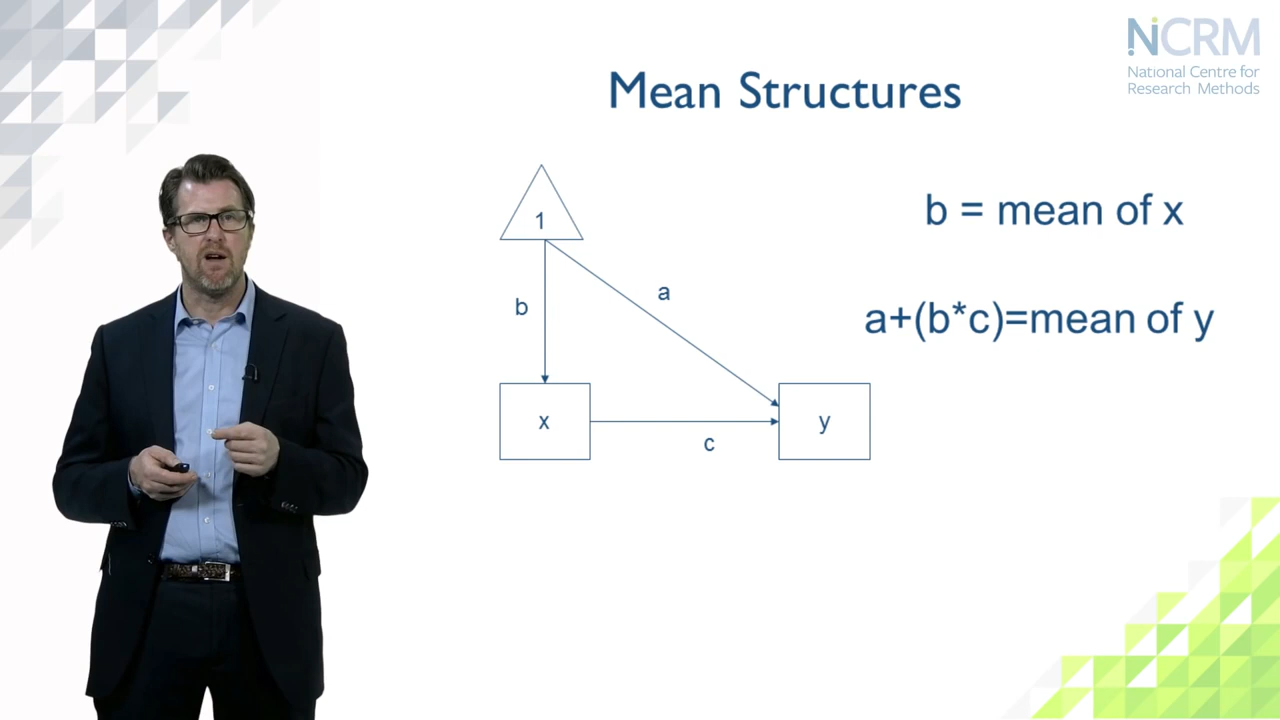 NCRM
National Centre for
Research Methods
Mean Structures
1
b = mean of x
b
a
a+(b*c)=mean of y
x
y
c